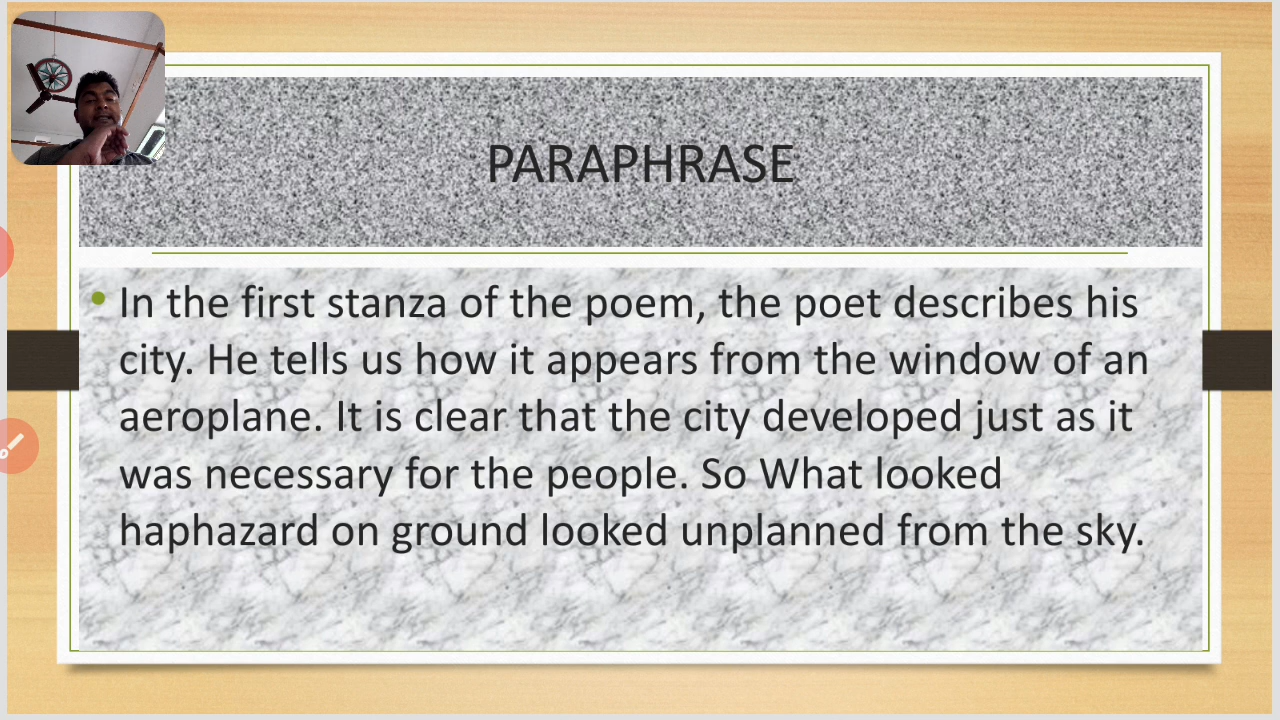 PARAPHRASE
• In the first stanza of the poem, the poet describes his
city. He tells us how it appears from the window of an
aeroplane. It is clear that the city developed just as it
was necessary for the people. So What looked
haphazard on ground looked unplanned from the sky.